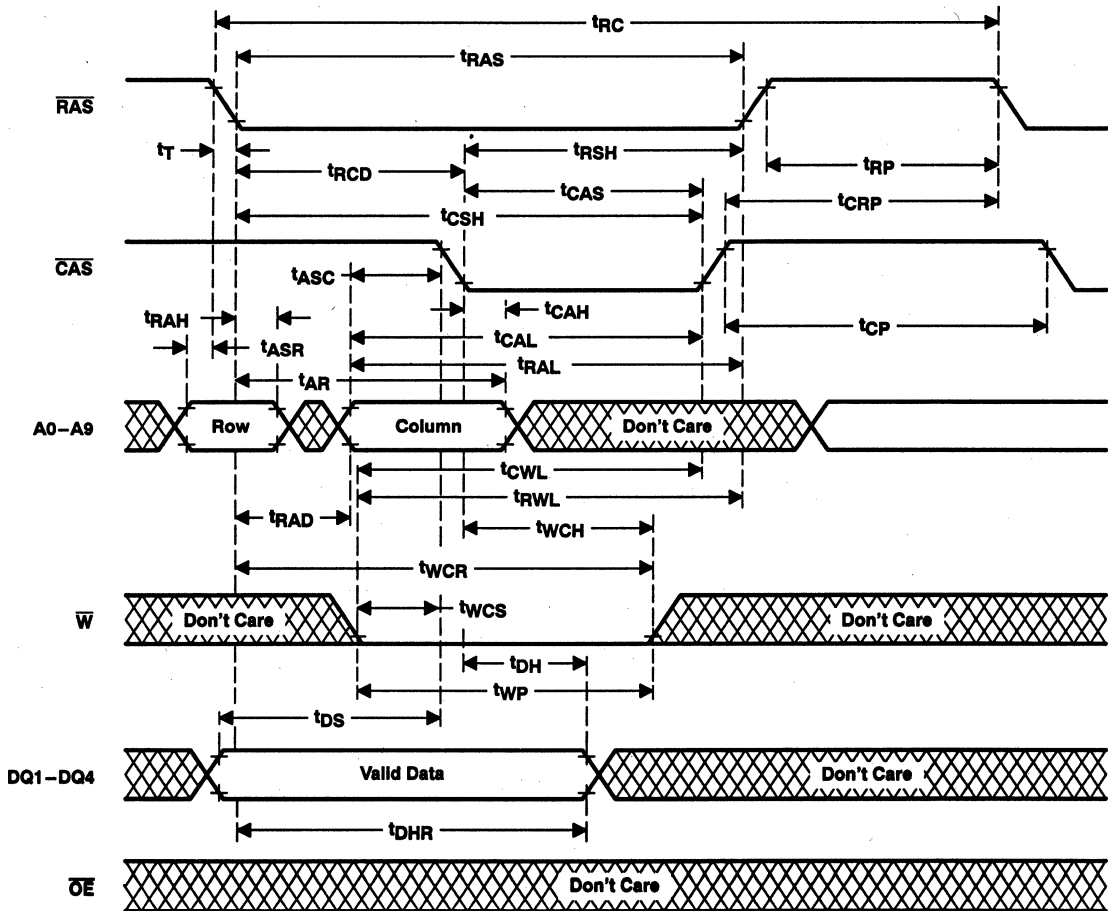 tRC
tRAS
RAS
tT
tRSH
tRCD
tRP
tCAS
tCRP
tCSH
CAS
tASC
tCAH
tRAH
tCP
tCAL
tASR
tRAL
tAR
A0–A9
Row
Column
Don't Care
tCWL
tRWL
tRAD
tWCH
tWCR
W
Don't Care
tWCS
Don't Care
tDH
tWP
tDS
DQ1–DQ4
Valid Data
Don't Care
tDHR
OE
Don't Care